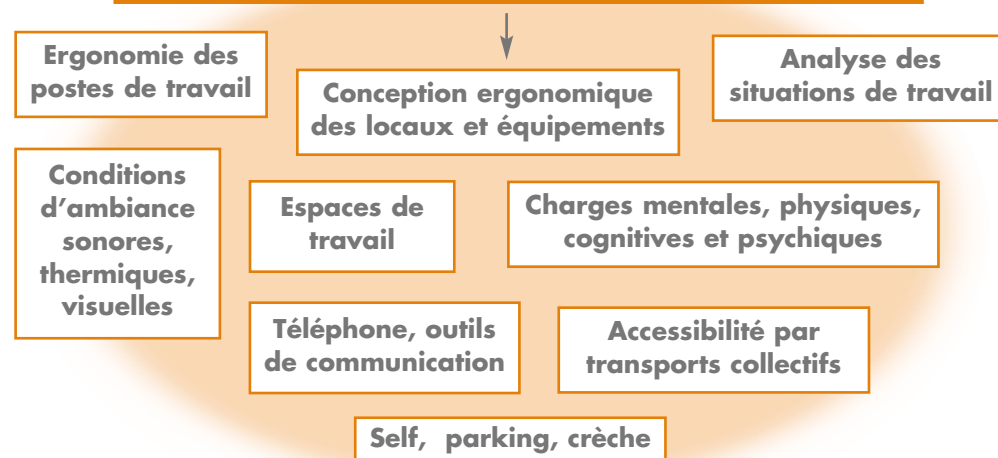 Ergonomie des
postes de travail
Conception ergonomique
des locaux et équipements
Analyse des
situations de travail
Conditions
d’ambiance
sonores,
thermiques,
visuelles
Espaces de
travail
Charges mentales, physiques,
cognitives et psychiques
Téléphone, outils
de communication
Accessibilité par
transports collectifs
Self, parking, crèche